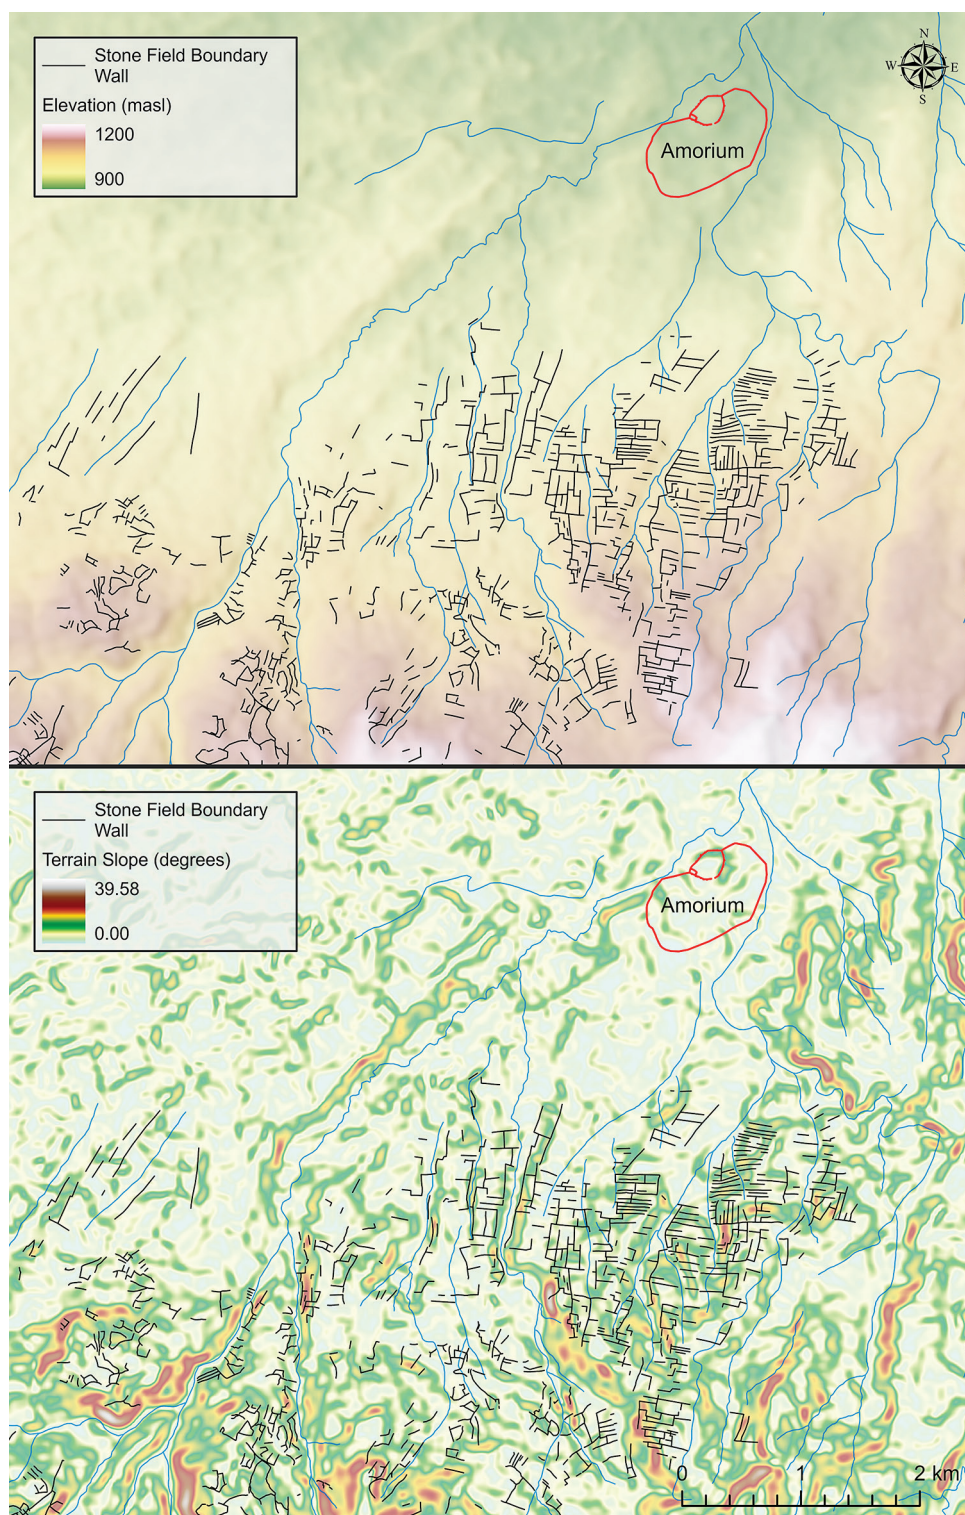 Stone Field Boundary
Wall
Elevation (masl)
1200
900
N
W
E
S
Amorium
Stone Field Boundary
Wall
Terrain Slope (degrees)
39.58
0.00
Amorium
0
1
2 km